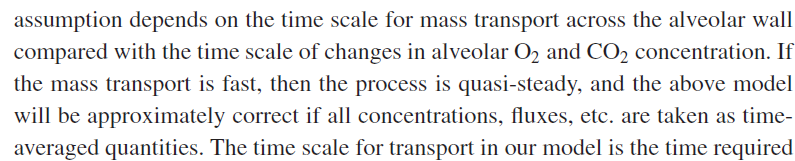 assumption depends on the time scale for mass transport across the alveolar wall
compared with the time scale of changes in alveolar O₂ and CO₂ concentration. If
the mass transport is fast, then the process is quasi-steady, and the above model
will be approximately correct if all concentrations, fluxes, etc. are taken as time-
averaged quantities. The time scale for transport in our model is the time required